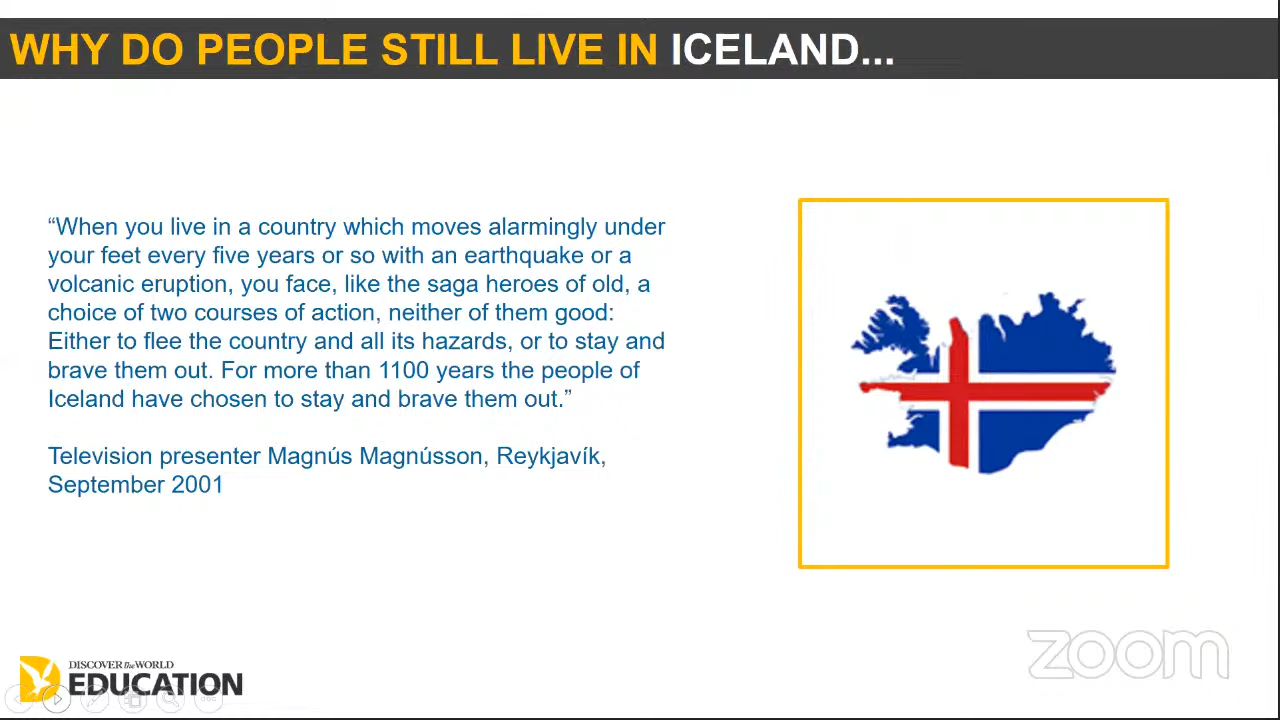 WHY DO PEOPLE STILL LIVE IN ICELAND...
“When you live in a country which moves alarmingly under
your feet every five years or so with an earthquake or a
volcanic eruption, you face, like the saga heroes of old, a
choice of two courses of action, neither of them good:
Either to flee the country and all its hazards, or to stay and
brave them out. For more than 1100 years the people of
Iceland have chosen to stay and brave them out.”
Television presenter Magnús Magnússon, Reykjavík,
September 2001
DISCOVER the WORLD
EDUCATION
zoom